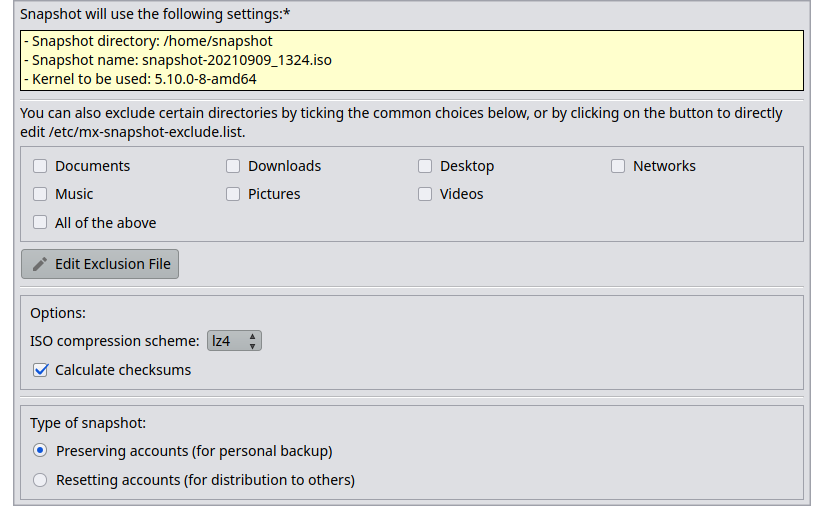 Snapshot will use the following settings:*
- Snapshot directory: /home/snapshot
- Snapshot name: snapshot-20210909_1324.iso
- Kernel to be used: 5.10.0-8-amd64
You can also exclude certain directories by ticking the common choices below, or by clicking on the button to directly
edit /etc/mx-snapshot-exclude.list.
Documents Downloads Desktop Networks
Music Pictures Videos
All of the above
Edit Exclusion File
Options:
ISO compression scheme: lz4
Calculate checksums
Type of snapshot:
Preserving accounts (for personal backup)
Resetting accounts (for distribution to others)